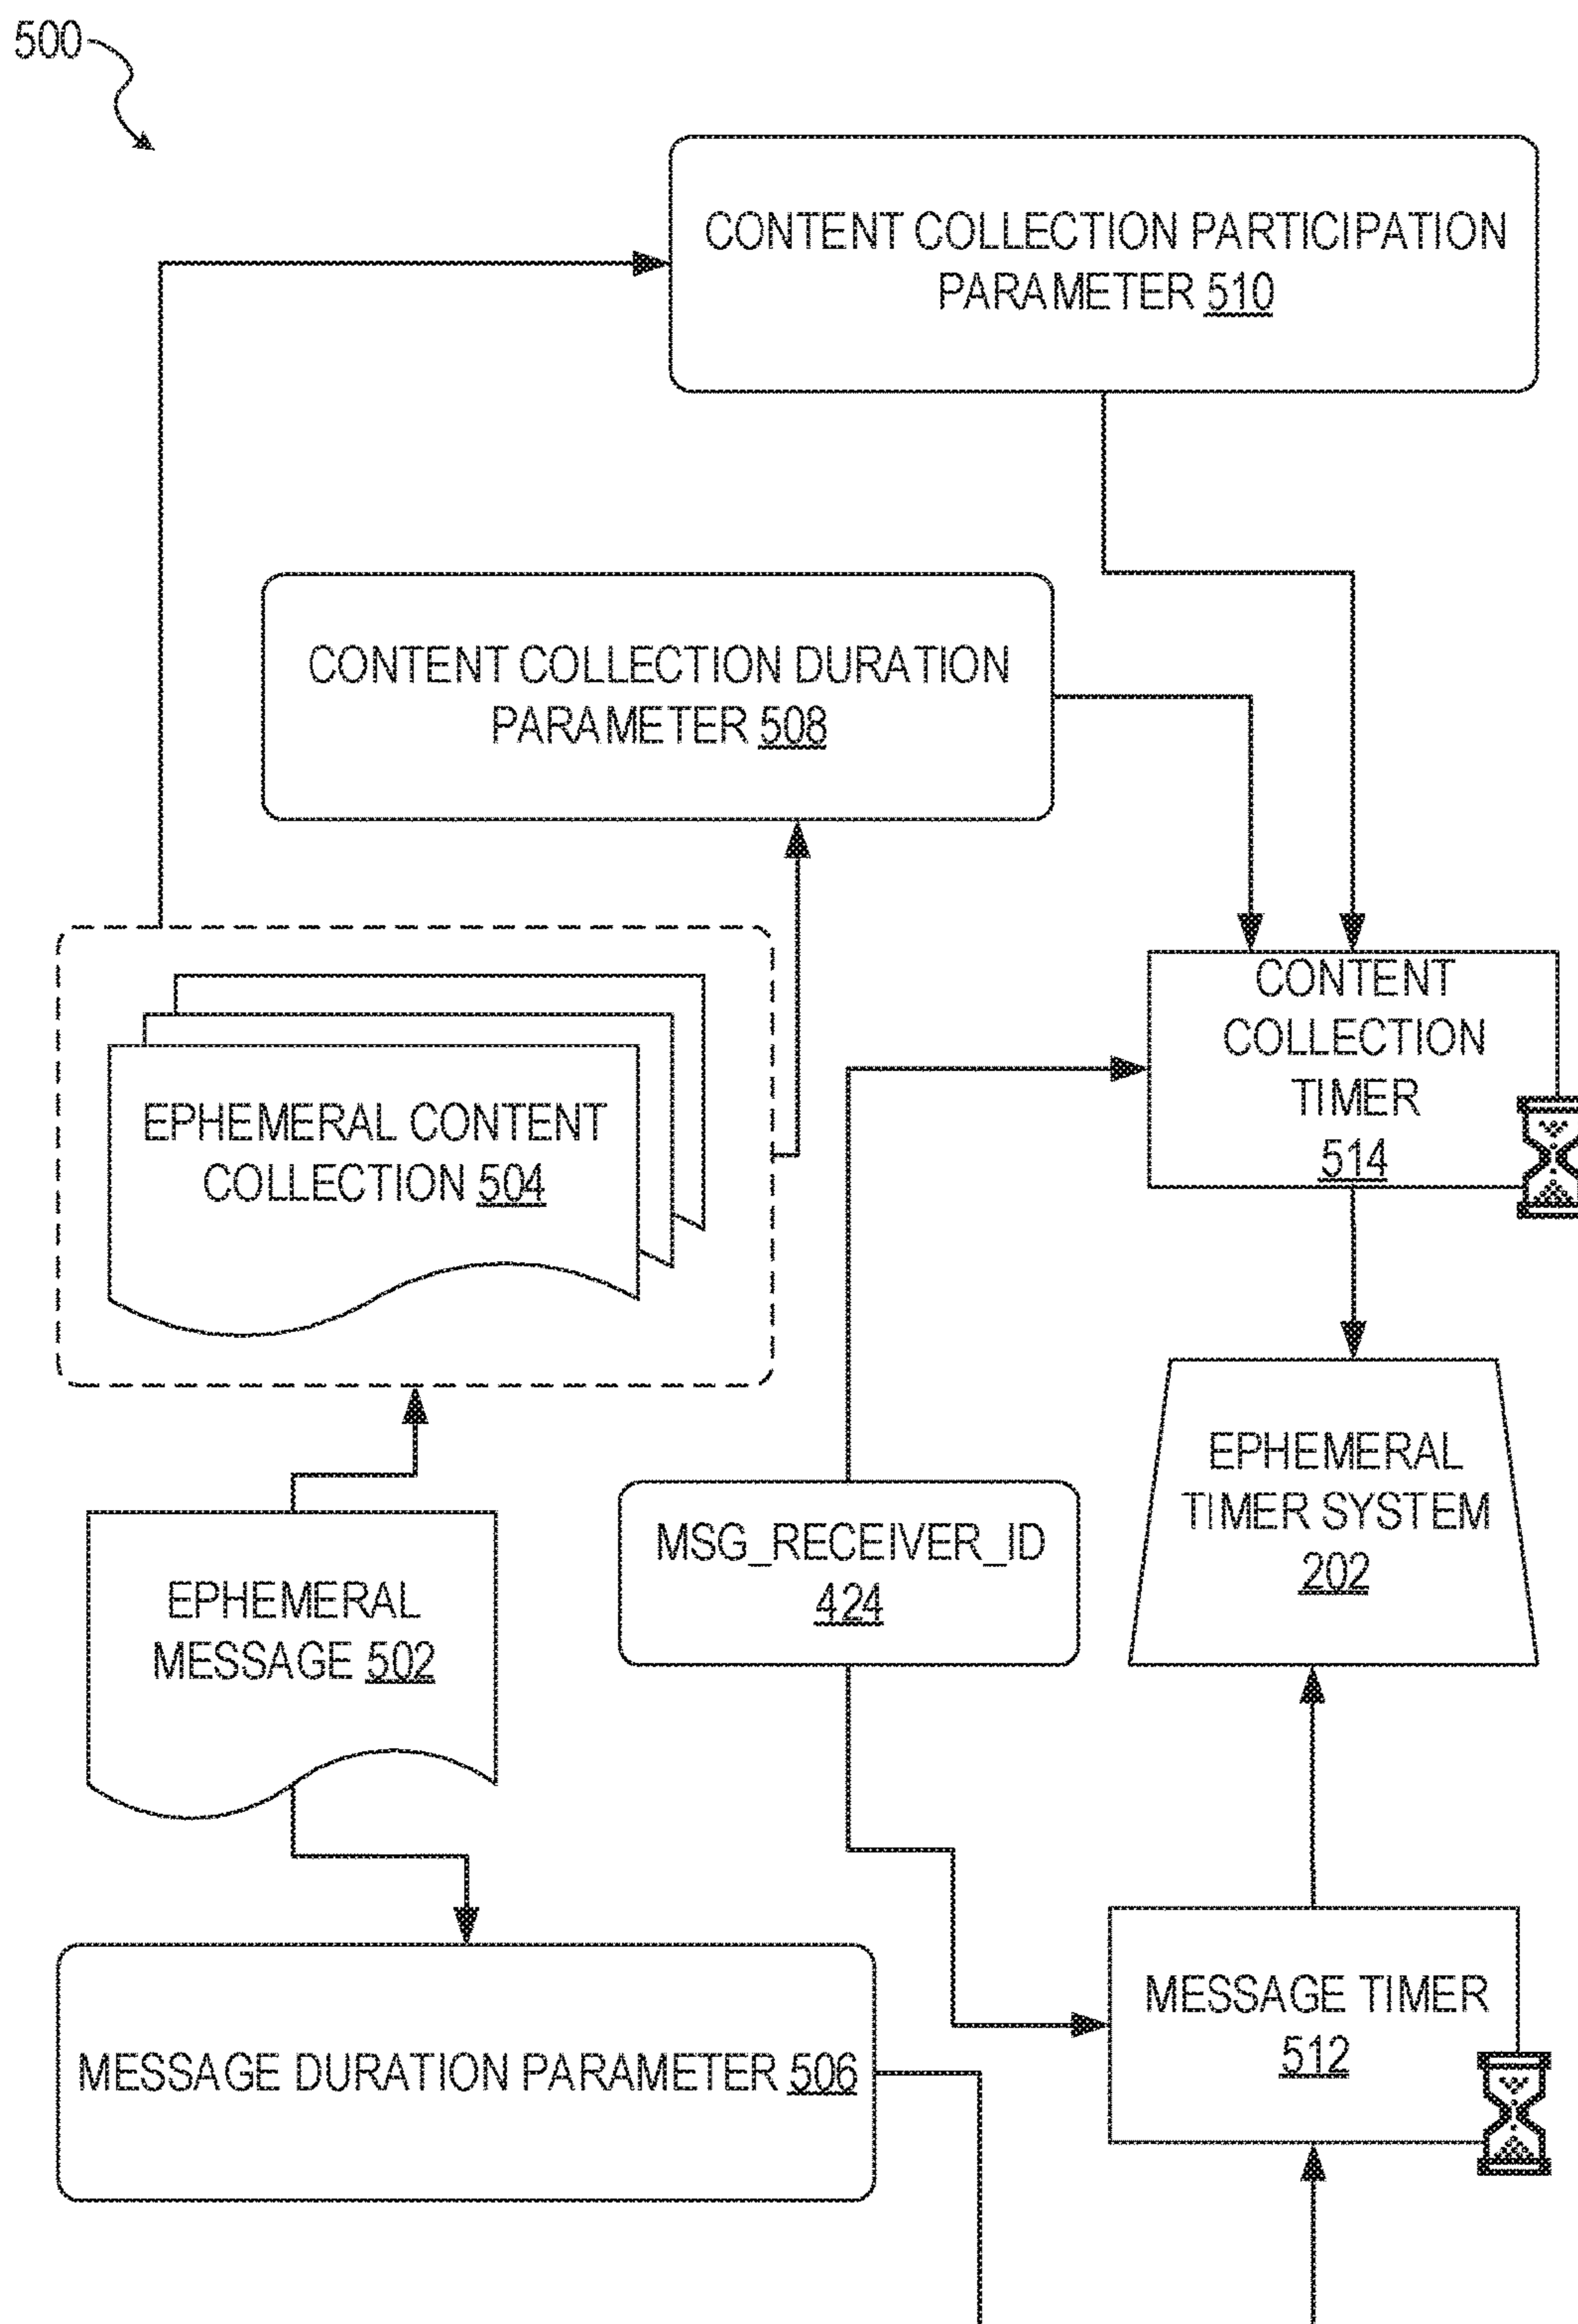 500
CONTENT COLLECTION PARTICIPATION
PARAMETER 510
CONTENT COLLECTION DURATION
PARAMETER 508
CONTENT
COLLECTION
TIMER
514
EPHEMERAL CONTENT
COLLECTION 504
EPHEMERAL
TIMER SYSTEM
202
MSG_RECEIVER_ID
424
EPHEMERAL
MESSAGE 502
MESSAGE TIMER
512
MESSAGE DURATION PARAMETER 506